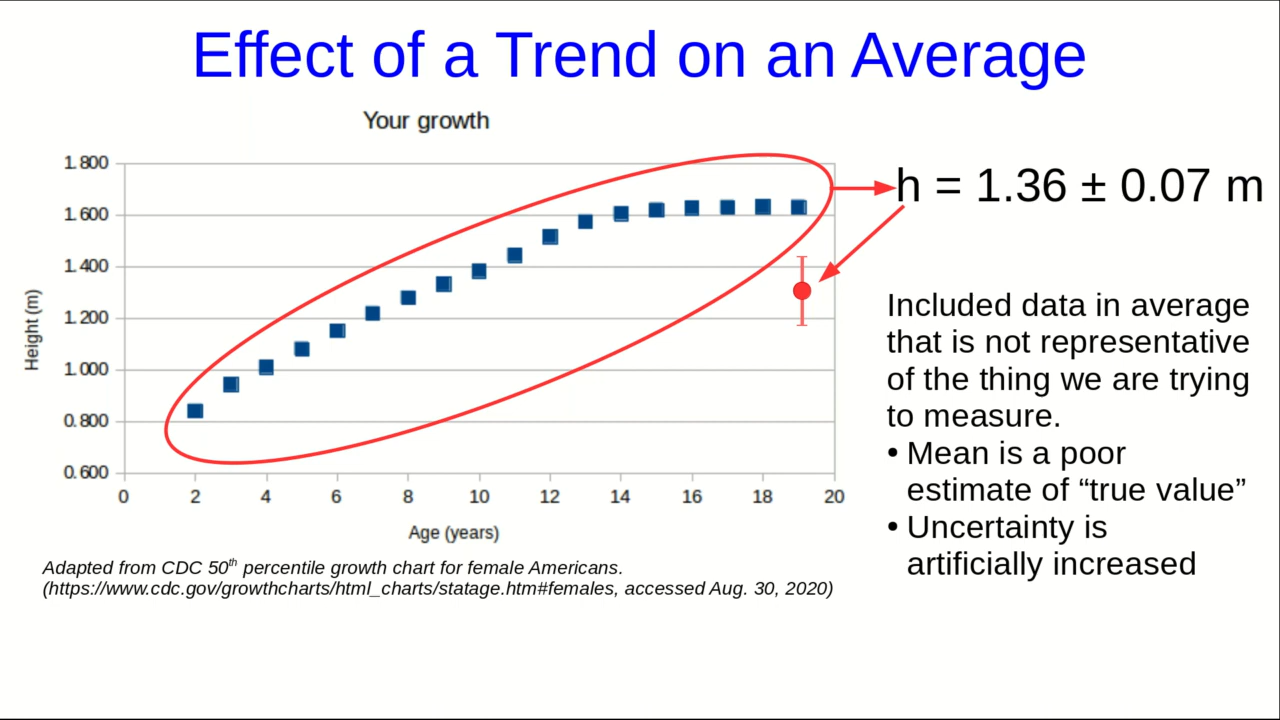 Effect of a Trend on an Average
Your growth
1.800
1.600
1.400
1.200
1.000
0.800
0.600
Height (m)
0 2 4 6 8 10 12 14 16 18 20
Age (years)
h = 1.36 ± 0.07 m
Included data in average
that is not representative
of the thing we are trying
to measure.
• Mean is a poor
estimate of “true value”
• Uncertainty is
artificially increased
Adapted from CDC 50th percentile growth chart for female Americans.
(https://www.cdc.gov/growthcharts/html_charts/statage.htm#females, accessed Aug. 30, 2020)